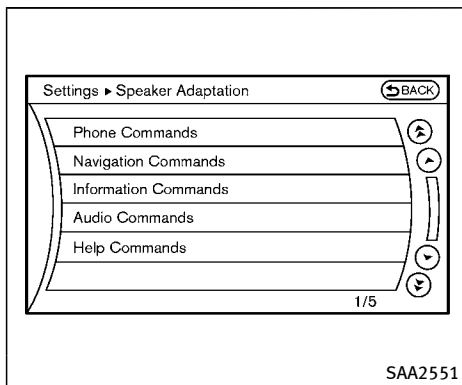 Settings ▸ Speaker Adaptation BACK
Phone Commands
Navigation Commands
Information Commands
Audio Commands
Help Commands
1/5
SAA2551